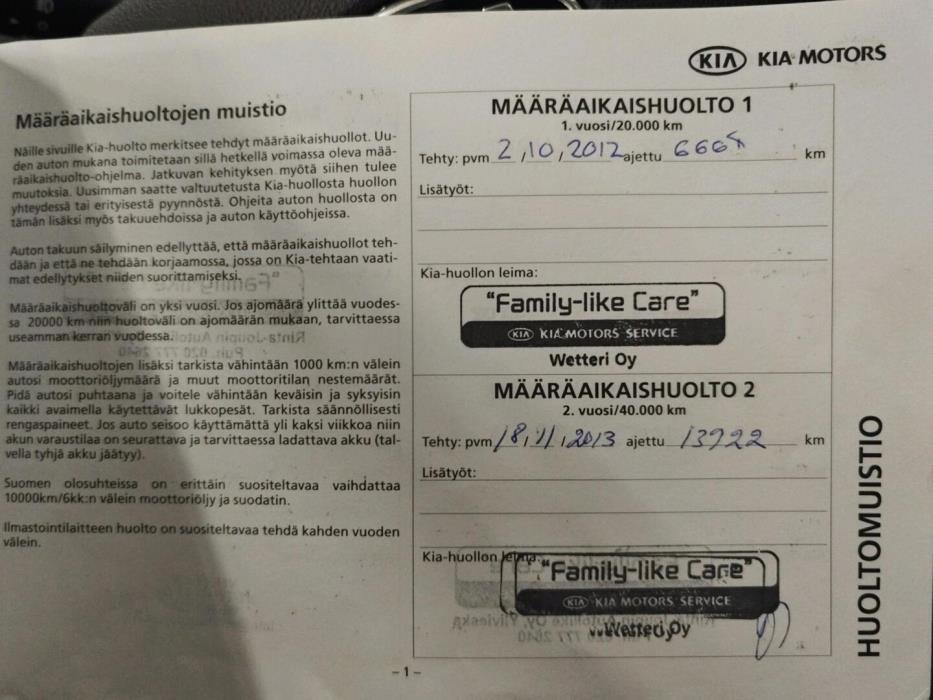 KIA KIA MOTORS
Määräaikaishuoltojen muistio
Näille sivuille Kia-huolto merkitsee tehdyt määräaikaishuollot. Uu-
den auton mukana toimitetaan sillä hetkellä voimassa oleva mää-
räaikaishuolto-ohjelma. Jatkuvan kehityksen myötä siihen tulee
muutoksia. Uusimman saatte valtuutetusta Kia-huollosta huollon
yhteydessä tai erityisestä pyynnöstä. Ohjeita auton huollosta on
tämän lisäksi myös takuuehdoissa ja auton käyttöohjeissa.
Auton takuun säilyminen edellyttää, että määräaikaishuollot teh-
dään ja että ne tehdään korjaamossa, jossa on Kia-tehtaan vaati-
mat edellytykset niiden suorittamiseksi.
Määräaikaishuoltoväli on yksi vuosi. Jos ajomäärä ylittää vuodes-
sa 20000 km niin huoltoväli on ajomäärän mukaan, tarvittaessa
useamman kerran vuodessa.
Määräaikaishuoltojen lisäksi tarkista vähintään 1000 km:n välein
autosi moottoriöljymäärä ja muut moottoritilan nestemäärät.
Pidä autosi puhtaana ja voitele vähintään keväisin ja syksyisin
kaikki avaimella käytettävät lukkopesät. Tarkista säännöllisesti
rengaspaineet. Jos auto seisoo käyttämättä yli kaksi viikkoa niin
akun varaustilaa on seurattava ja tarvittaessa ladattava akku (tal-
vella tyhjä akku jäätyy).
Suomen olosuhteissa on erittäin suositeltavaa vaihdattaa
10000km/6kk:n välein moottoriöljy ja suodatin.
Ilmastointilaitteen huolto on suositeltavaa tehdä kahden vuoden
välein.
MÄÄRÄAIKAISHUOLTO 1
1. vuosi/20.000 km
Tehty: pvm 2,10,2012 ajettu km
Lisätyöt:
Kia-huollon leima:
"Family-like Care"
KIA KIA MOTORS SERVICE
Wetteri Oy
MÄÄRÄAIKAISHUOLTO 2
2. vuosi/40.000 km
Tehty: pvm 18,11,2013 ajettu 13922 km
Lisätyöt:
Kia-huollon leima:
"Family-like Care"
KIA KIA MOTORS SERVICE
Wetteri Oy
HUOLTOMUISTIO
– 1 –